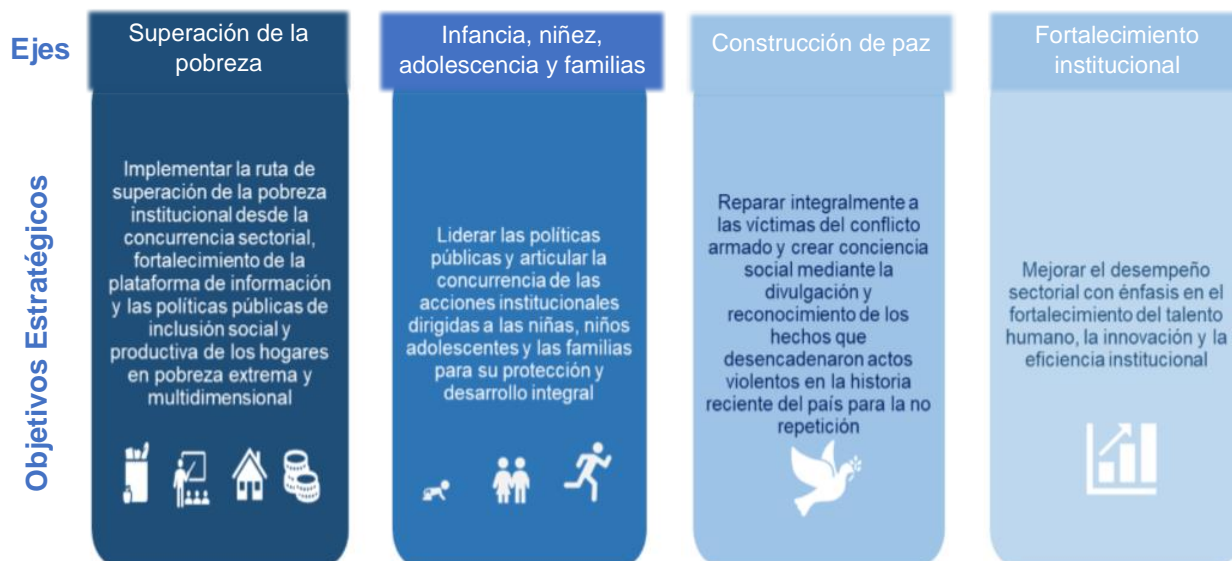 Ejes
Superación de la
pobreza
Infancia, niñez,
adolescencia y familias
Construcción de paz
Fortalecimiento
institucional
Objetivos Estratégicos
Implementar la ruta de
superación de la pobreza
institucional desde la
concurrencia sectorial,
fortalecimiento de la
plataforma de información
y las políticas públicas de
inclusión social y
productiva de los hogares
en pobreza extrema y
multidimensional
Liderar las políticas
públicas y articular la
concurrencia de las
acciones institucionales
dirigidas a las niñas, niños
adolescentes y las familias
para su protección y
desarrollo integral
Reparar integralmente a
las víctimas del conflicto
armado y crear conciencia
social mediante la
divulgación y
reconocimiento de los
hechos que
desencadenaron actos
violentos en la historia
reciente del país para la no
repetición
Mejorar el desempeño
sectorial con énfasis en el
fortalecimiento del talento
humano, la innovación y la
eficiencia institucional